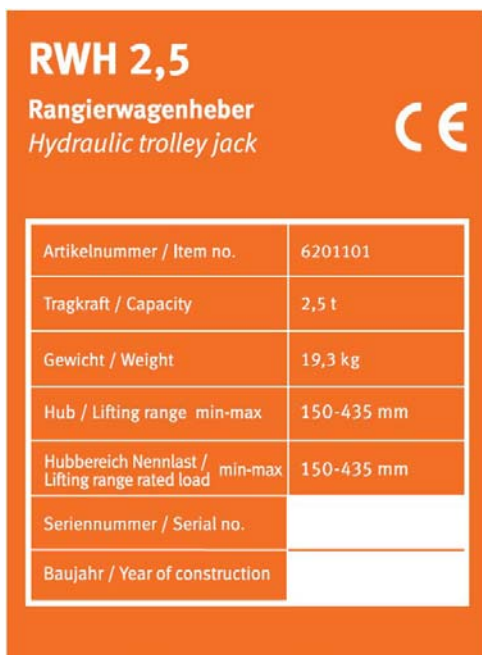 RWH 2,5
Rangierwagenheber
Hydraulic trolley jack
CE
Artikelnummer / Item no. 6201101
Tragkraft / Capacity 2,5 t
Gewicht / Weight 19,3 kg
Hub / Lifting range min-max 150-435 mm
Hubbereich Nennlast /
Lifting range rated load min-max 150-435 mm
Seriennummer / Serial no.
Baujahr / Year of construction